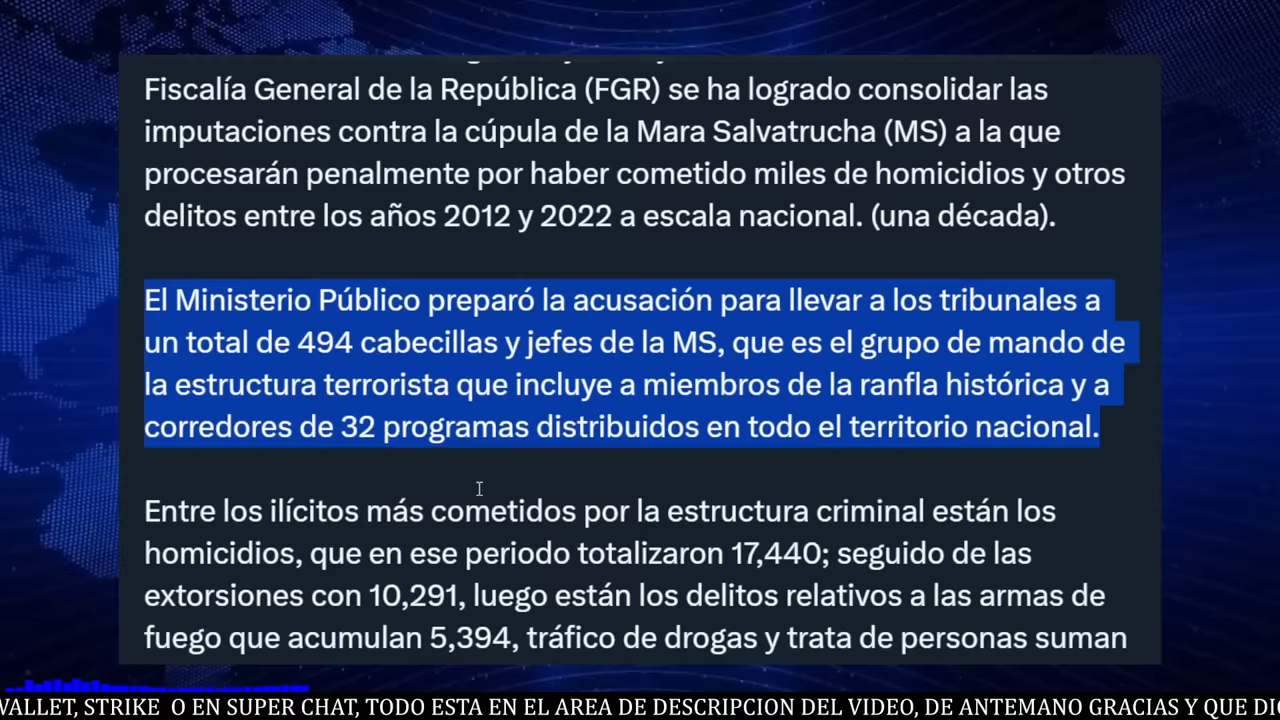 Fiscalía General de la República (FGR) se ha logrado consolidar las
imputaciones contra la cúpula de la Mara Salvatrucha (MS) a la que
procesarán penalmente por haber cometido miles de homicidios y otros
delitos entre los años 2012 y 2022 a escala nacional. (una década).
El Ministerio Público preparó la acusación para llevar a los tribunales a
un total de 494 cabecillas y jefes de la MS, que es el grupo de mando de
la estructura terrorista que incluye a miembros de la ranfla histórica y a
corredores de 32 programas distribuidos en todo el territorio nacional.
Entre los ilícitos más cometidos por la estructura criminal están los
homicidios, que en ese periodo totalizaron 17,440; seguido de las
extorsiones con 10,291, luego están los delitos relativos a las armas de
fuego que acumulan 5,394, tráfico de drogas y trata de personas suman
WALLET, STRIKE O EN SUPER CHAT, TODO ESTA EN EL AREA DE DESCRIPCION DEL VIDEO, DE ANTEMANO GRACIAS Y QUE